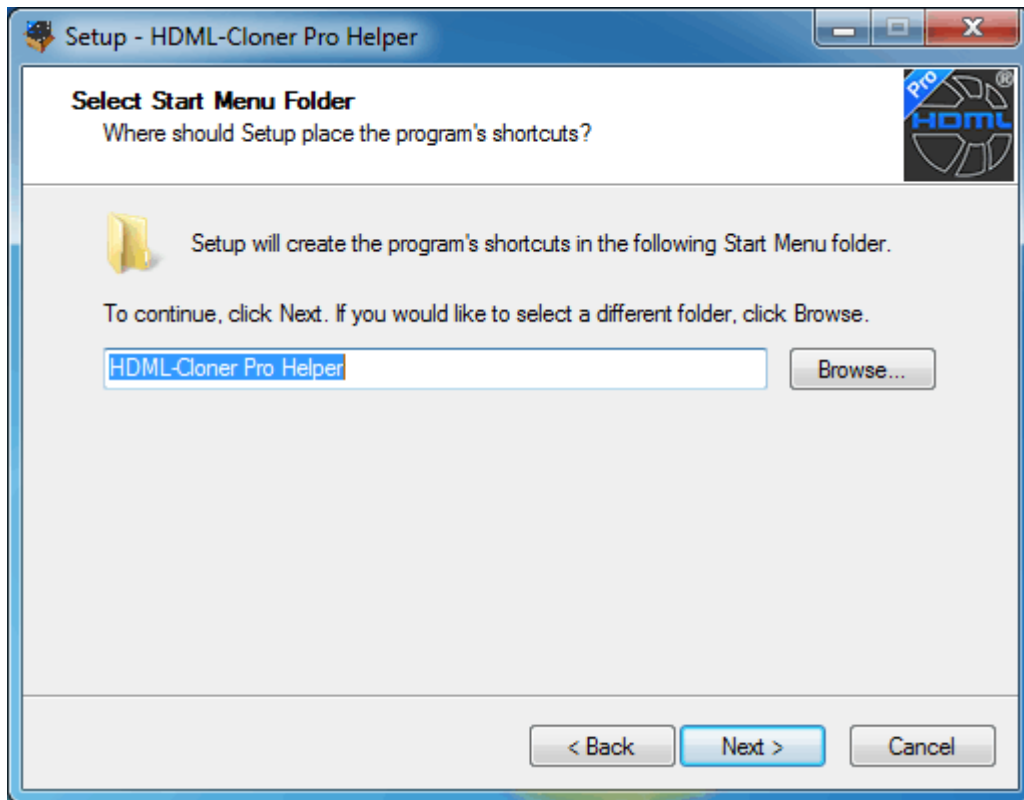 Setup - HDML-Cloner Pro Helper
Select Start Menu Folder
Where should Setup place the program's shortcuts?
Pro
®
HDML
Setup will create the program's shortcuts in the following Start Menu folder.
To continue, click Next. If you would like to select a different folder, click Browse.
HDML-Cloner Pro Helper
Browse...
< Back
Next >
Cancel